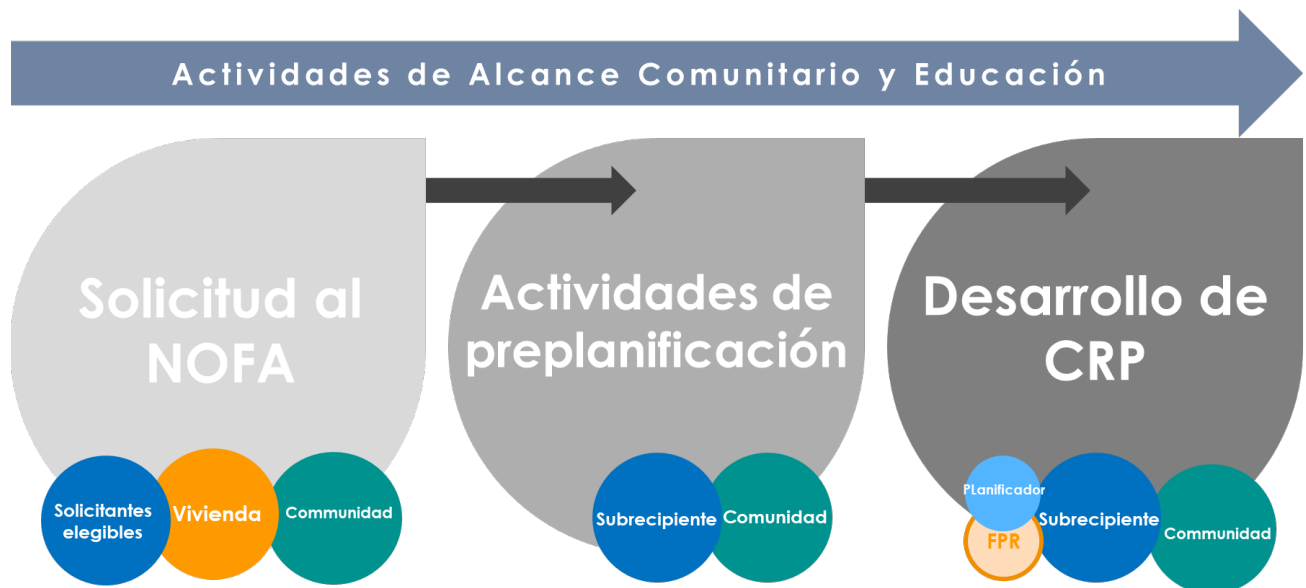 Actividades de Alcance Comunitario y Educación
Solicitud al
NOFA
Actividades de
preplanificación
Desarrollo de
CRP
Solicitantes
elegibles
Vivienda
Communidad
Subrecipiente
Comunidad
PLanificador
FPR
Subrecipiente
Communidad